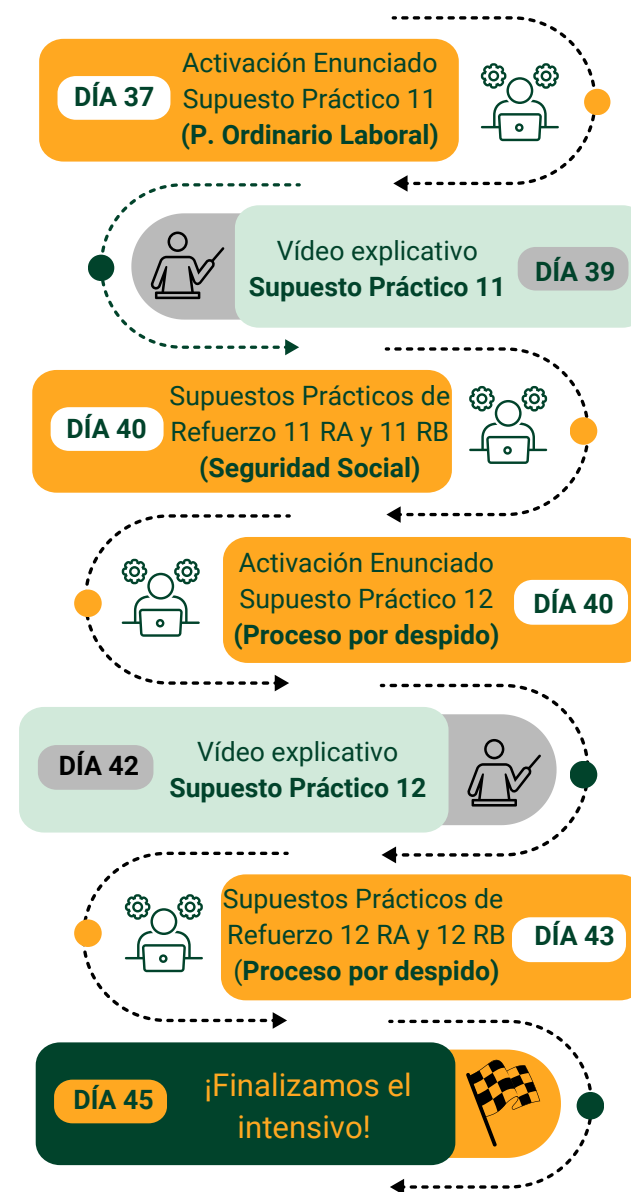 DÍA 37
Activación Enunciado
Supuesto Práctico 11
(P. Ordinario Laboral)
Vídeo explicativo
Supuesto Práctico 11
DÍA 39
DÍA 40
Supuestos Prácticos de
Refuerzo 11 RA y 11 RB
(Seguridad Social)
Activación Enunciado
Supuesto Práctico 12
(Proceso por despido)
DÍA 40
DÍA 42
Vídeo explicativo
Supuesto Práctico 12
Supuestos Prácticos de
Refuerzo 12 RA y 12 RB
(Proceso por despido)
DÍA 43
DÍA 45
¡Finalizamos el
intensivo!